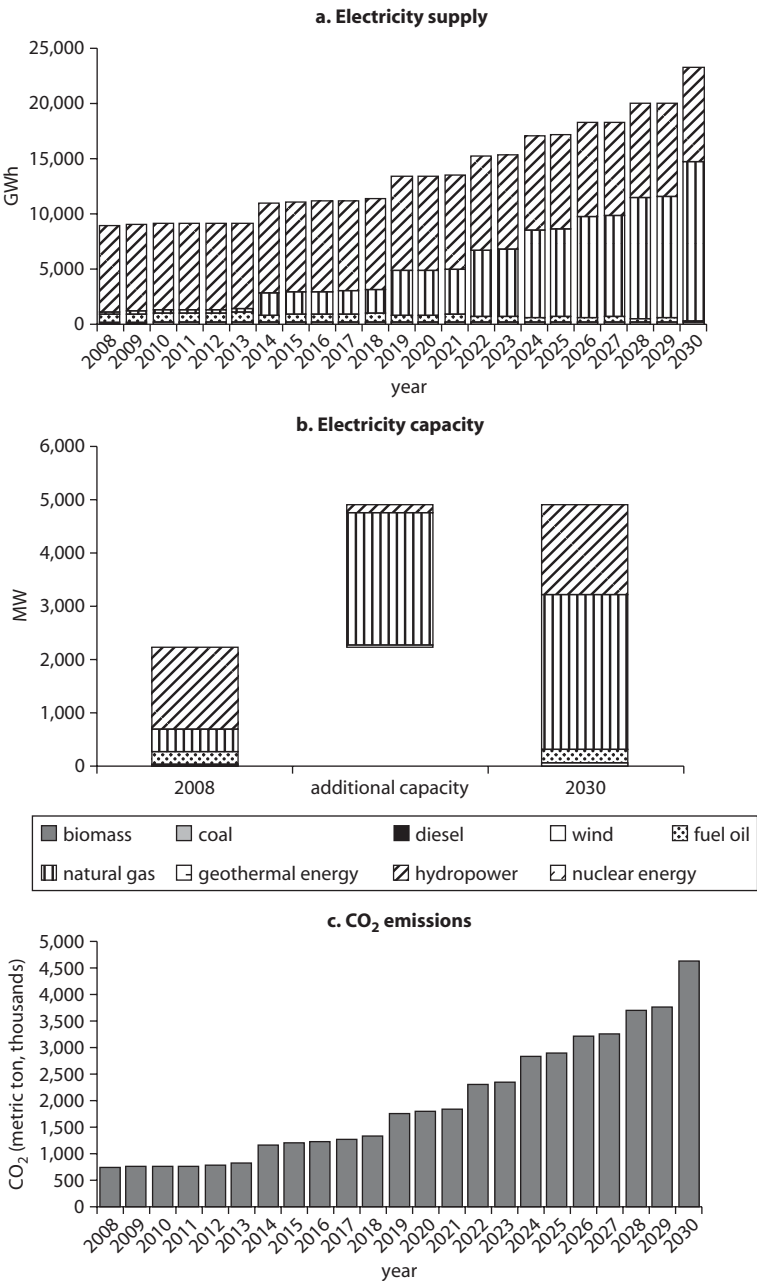 a. Electricity supply
25,000
20,000
15,000
10,000
5,000
0
GWh
2008 2009 2010 2011 2012 2013 2014 2015 2016 2017 2018 2019 2020 2021 2022 2023 2024 2025 2026 2027 2028 2029 2030
year
b. Electricity capacity
6,000
5,000
4,000
3,000
2,000
1,000
0
MW
2008 additional capacity 2030
biomass coal diesel wind fuel oil
natural gas geothermal energy hydropower nuclear energy
c. CO₂ emissions
5,000
4,500
4,000
3,500
3,000
2,500
2,000
1,500
1,000
500
0
CO₂ (metric ton, thousands)
2008 2009 2010 2011 2012 2013 2014 2015 2016 2017 2018 2019 2020 2021 2022 2023 2024 2025 2026 2027 2028 2029 2030
year